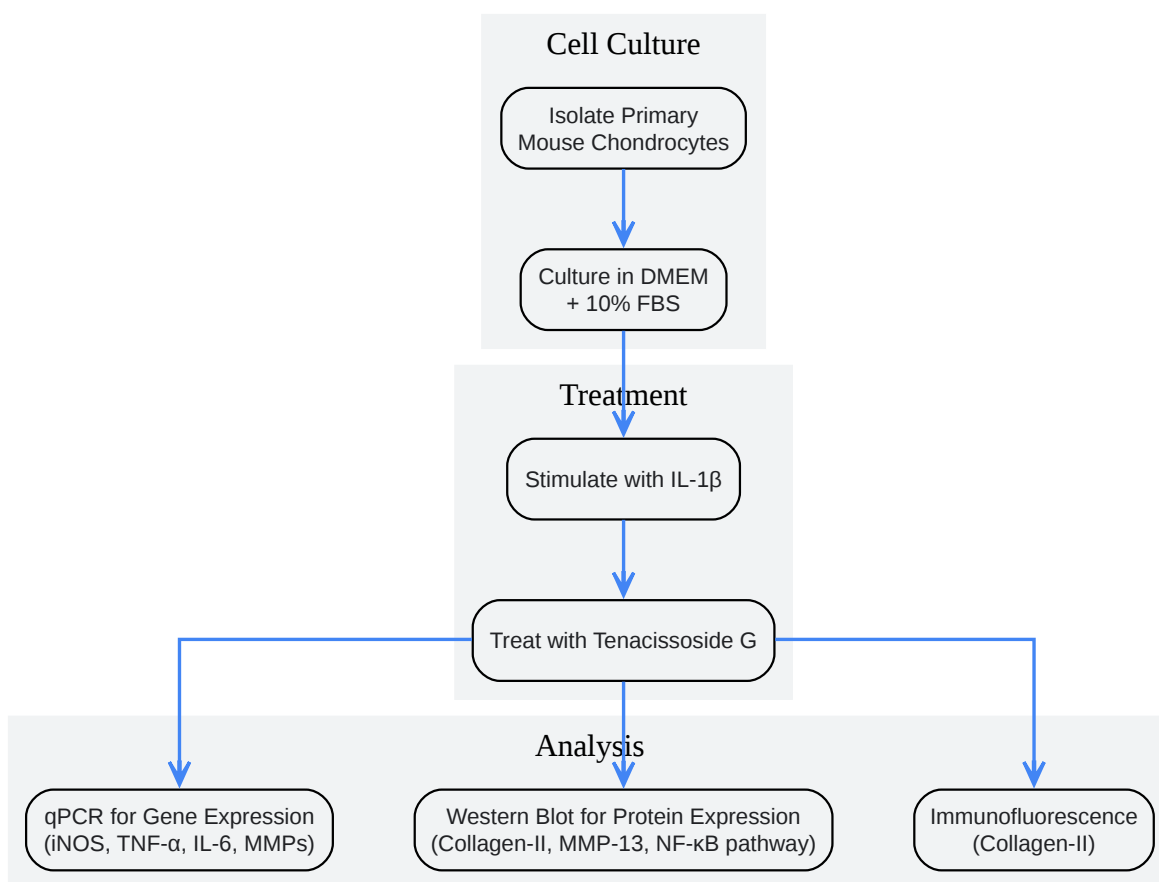 Cell Culture
Isolate Primary
Mouse Chondrocytes
Culture in DMEM
+ 10% FBS
Treatment
Stimulate with IL-1β
Treat with Tenacissoside G
Analysis
qPCR for Gene Expression
(iNOS, TNF-α, IL-6, MMPs)
Western Blot for Protein Expression
(Collagen-II, MMP-13, NF-κB pathway)
Immunofluorescence
(Collagen-II)